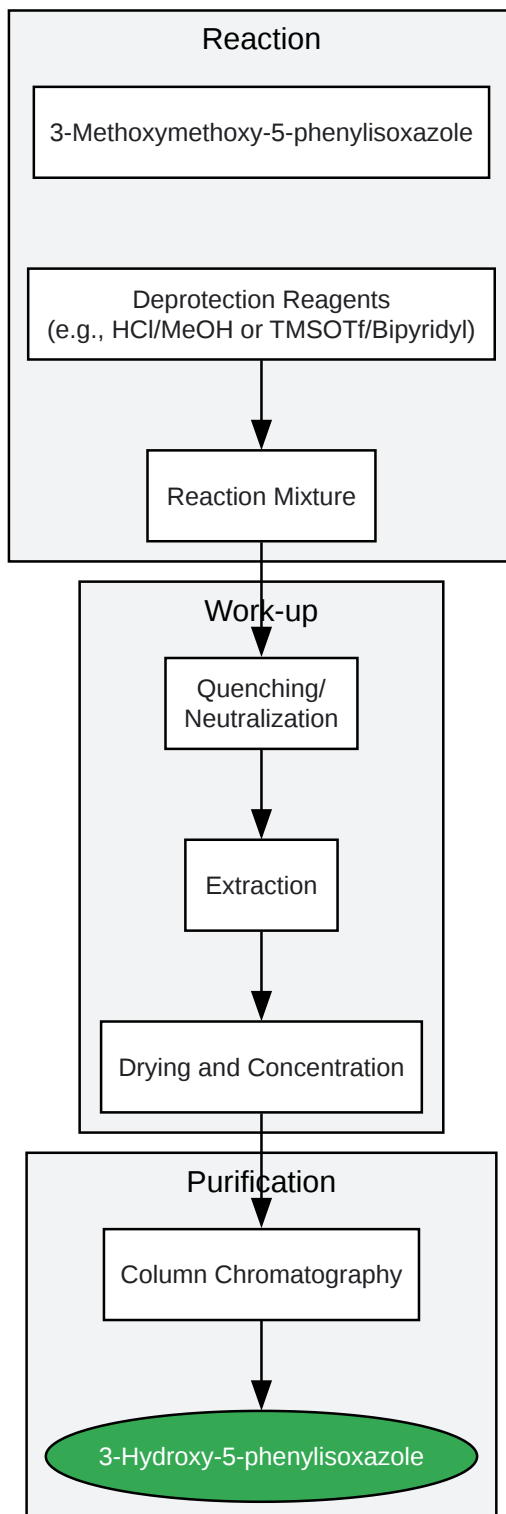 Reaction
3-Methoxymethoxy-5-phenylisoxazole
Deprotection Reagents
(e.g., HCl/MeOH or TMSOTf/Bipyridyl)
Reaction Mixture
Work-up
Quenching/
Neutralization
Extraction
Drying and Concentration
Purification
Column Chromatography
3-Hydroxy-5-phenylisoxazole